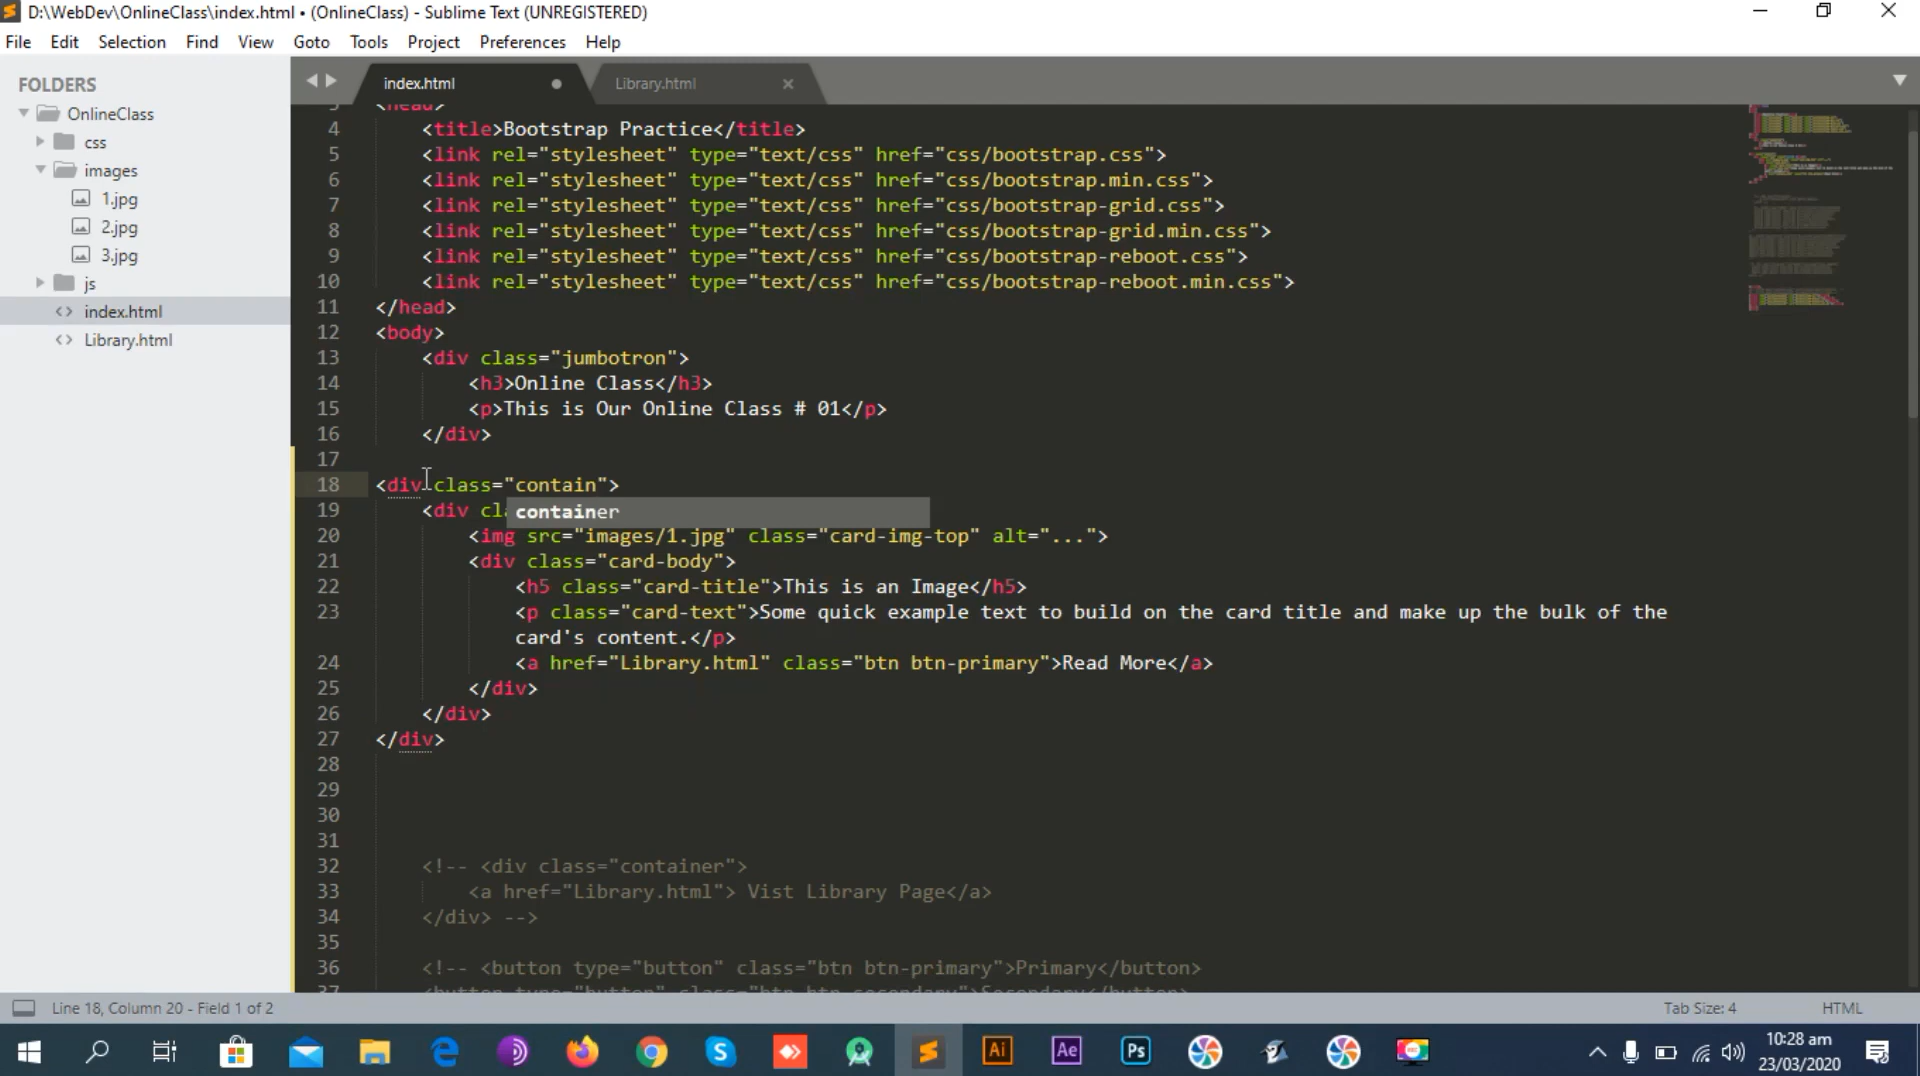 D:\WebDev\OnlineClass\index.html • (OnlineClass) - Sublime Text (UNREGISTERED)
File Edit Selection Find View Goto Tools Project Preferences Help
FOLDERS
OnlineClass
css
images
1.jpg
2.jpg
3.jpg
js
index.html
Library.html
index.html Library.html
3 <head>
4 <title>Bootstrap Practice</title>
5 <link rel="stylesheet" type="text/css" href="css/bootstrap.css">
6 <link rel="stylesheet" type="text/css" href="css/bootstrap.min.css">
7 <link rel="stylesheet" type="text/css" href="css/bootstrap-grid.css">
8 <link rel="stylesheet" type="text/css" href="css/bootstrap-grid.min.css">
9 <link rel="stylesheet" type="text/css" href="css/bootstrap-reboot.css">
10 <link rel="stylesheet" type="text/css" href="css/bootstrap-reboot.min.css">
11 </head>
12 <body>
13 <div class="jumbotron">
14 <h3>Online Class</h3>
15 <p>This is Our Online Class # 01</p>
16 </div>
17
18 <div class="contain">
19 <div cl
container
20 <img src="images/1.jpg" class="card-img-top" alt="...">
21 <div class="card-body">
22 <h5 class="card-title">This is an Image</h5>
23 <p class="card-text">Some quick example text to build on the card title and make up the bulk of the
card's content.</p>
24 <a href="Library.html" class="btn btn-primary">Read More</a>
25 </div>
26 </div>
27 </div>
28
29
30
31
32 <!-- <div class="container">
33 <a href="Library.html"> Vist Library Page</a>
34 </div> -->
35
36 <!-- <button type="button" class="btn btn-primary">Primary</button>
37 <button type="button" class="btn btn-secondary">Secondary</button>
Line 18, Column 20 - Field 1 of 2 Tab Size: 4 HTML
10:28 am
23/03/2020